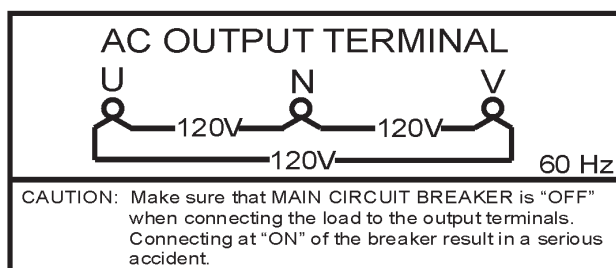 AC OUTPUT TERMINAL
U N V
120V 120V
120V
60 Hz
CAUTION: Make sure that MAIN CIRCUIT BREAKER is “OFF”
when connecting the load to the output terminals.
Connecting at “ON” of the breaker result in a serious
accident.